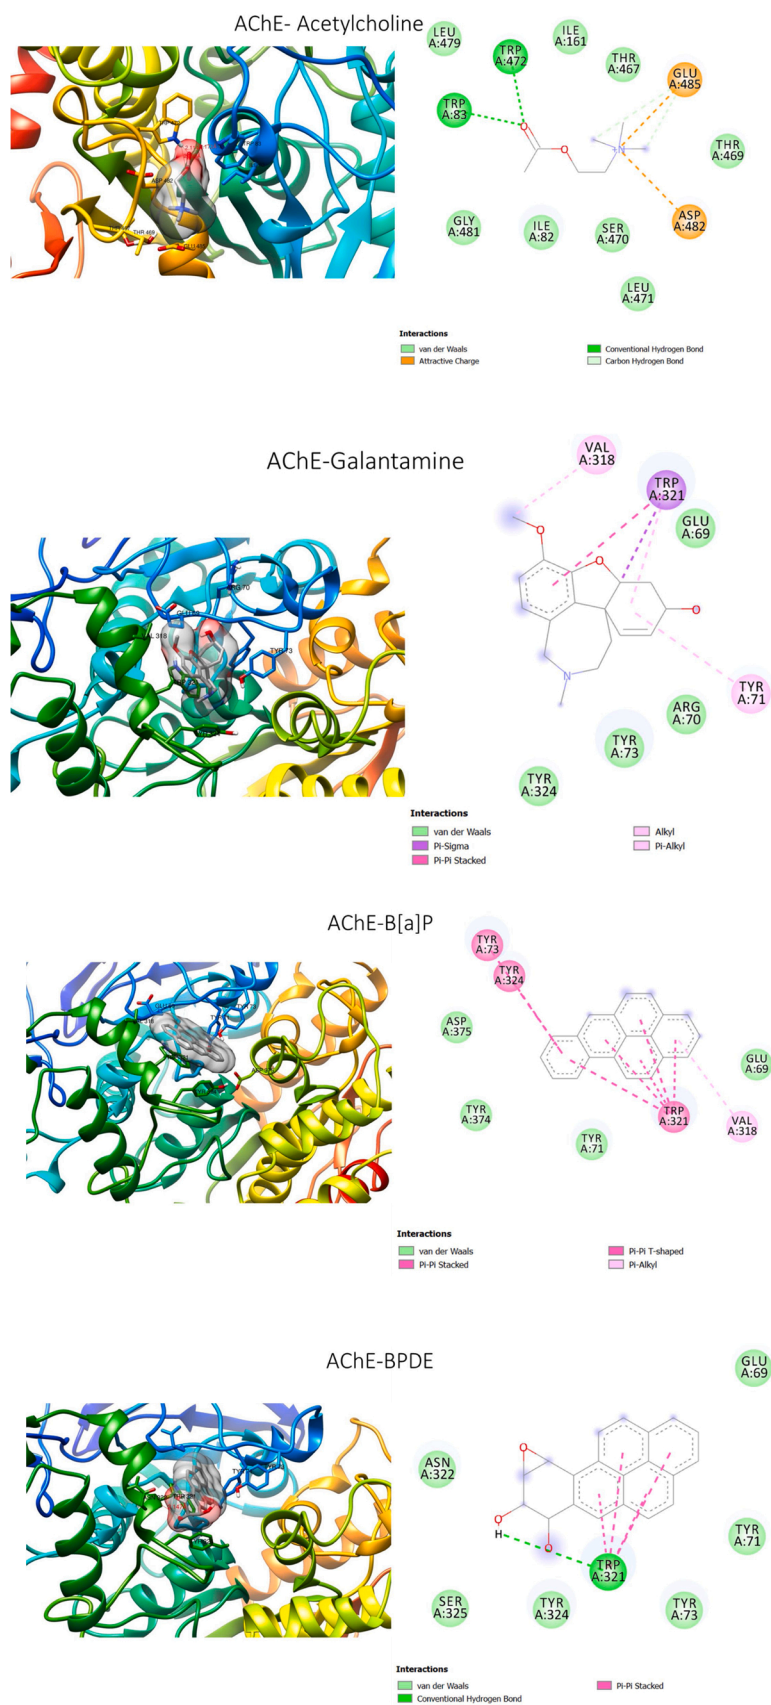 AChE- Acetylcholine
LEU
A:479
TRP
A:472
ILE
A:161
THR
A:467
GLU
A:485
TRP
A:83
O
O
N
THR
A:469
GLY
A:481
ILE
A:82
SER
A:470
ASP
A:482
LEU
A:471
ASP 482
THR 469
Interactions
van der Waals
Attractive Charge
Conventional Hydrogen Bond
Carbon Hydrogen Bond
AChE-Galantamine
VAL
A:318
TRP
A:321
GLU
A:69
O
O
O
N
TYR
A:71
ARG
A:70
TYR
A:73
TYR
A:324
TYR 73
Interactions
van der Waals
Pi-Sigma
Pi-Pi Stacked
Alkyl
Pi-Alkyl
AChE-B[a]P
TYR
A:73
TYR
A:324
ASP
A:375
GLU
A:69
TYR
A:374
TYR
A:71
TRP
A:321
VAL
A:318
Interactions
van der Waals
Pi-Pi Stacked
Pi-Pi T-shaped
Pi-Alkyl
AChE-BPDE
GLU
A:69
ASN
A:322
O
O
H
O
TYR
A:71
TRP
A:321
SER
A:325
TYR
A:324
TYR
A:73
Interactions
van der Waals
Conventional Hydrogen Bond
Pi-Pi Stacked